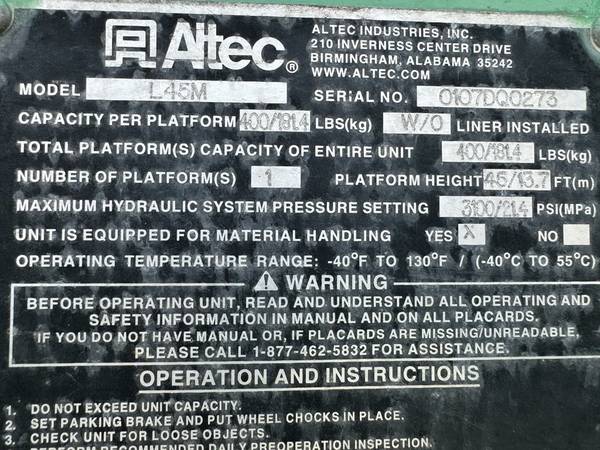 Altec®
ALTEC INDUSTRIES, INC.
210 INVERNESS CENTER DRIVE
BIRMINGHAM, ALABAMA 35242
WWW.ALTEC.COM
MODEL L45M SERIAL NO. 0107DQ0273
CAPACITY PER PLATFORM 400/181.4 LBS(kg) W/O LINER INSTALLED
TOTAL PLATFORM(S) CAPACITY OF ENTIRE UNIT 400/181.4 LBS(kg)
NUMBER OF PLATFORM(S) 1 PLATFORM HEIGHT 45/13.7 FT(m)
MAXIMUM HYDRAULIC SYSTEM PRESSURE SETTING 3100/21.4 PSI(MPa)
UNIT IS EQUIPPED FOR MATERIAL HANDLING YES X NO
OPERATING TEMPERATURE RANGE: -40°F TO 130°F / (-40°C TO 55°C)
WARNING
BEFORE OPERATING UNIT, READ AND UNDERSTAND ALL OPERATING AND
SAFETY INFORMATION IN MANUAL AND ON ALL PLACARDS.
IF YOU DO NOT HAVE MANUAL OR, IF PLACARDS ARE MISSING/UNREADABLE,
PLEASE CALL 1-877-462-5832 FOR ASSISTANCE.
OPERATION AND INSTRUCTIONS
1. DO NOT EXCEED UNIT CAPACITY.
2. SET PARKING BRAKE AND PUT WHEEL CHOCKS IN PLACE.
3. CHECK UNIT FOR LOOSE OBJECTS.
PERFORM RECOMMENDED DAILY PREOPERATION INSPECTION.